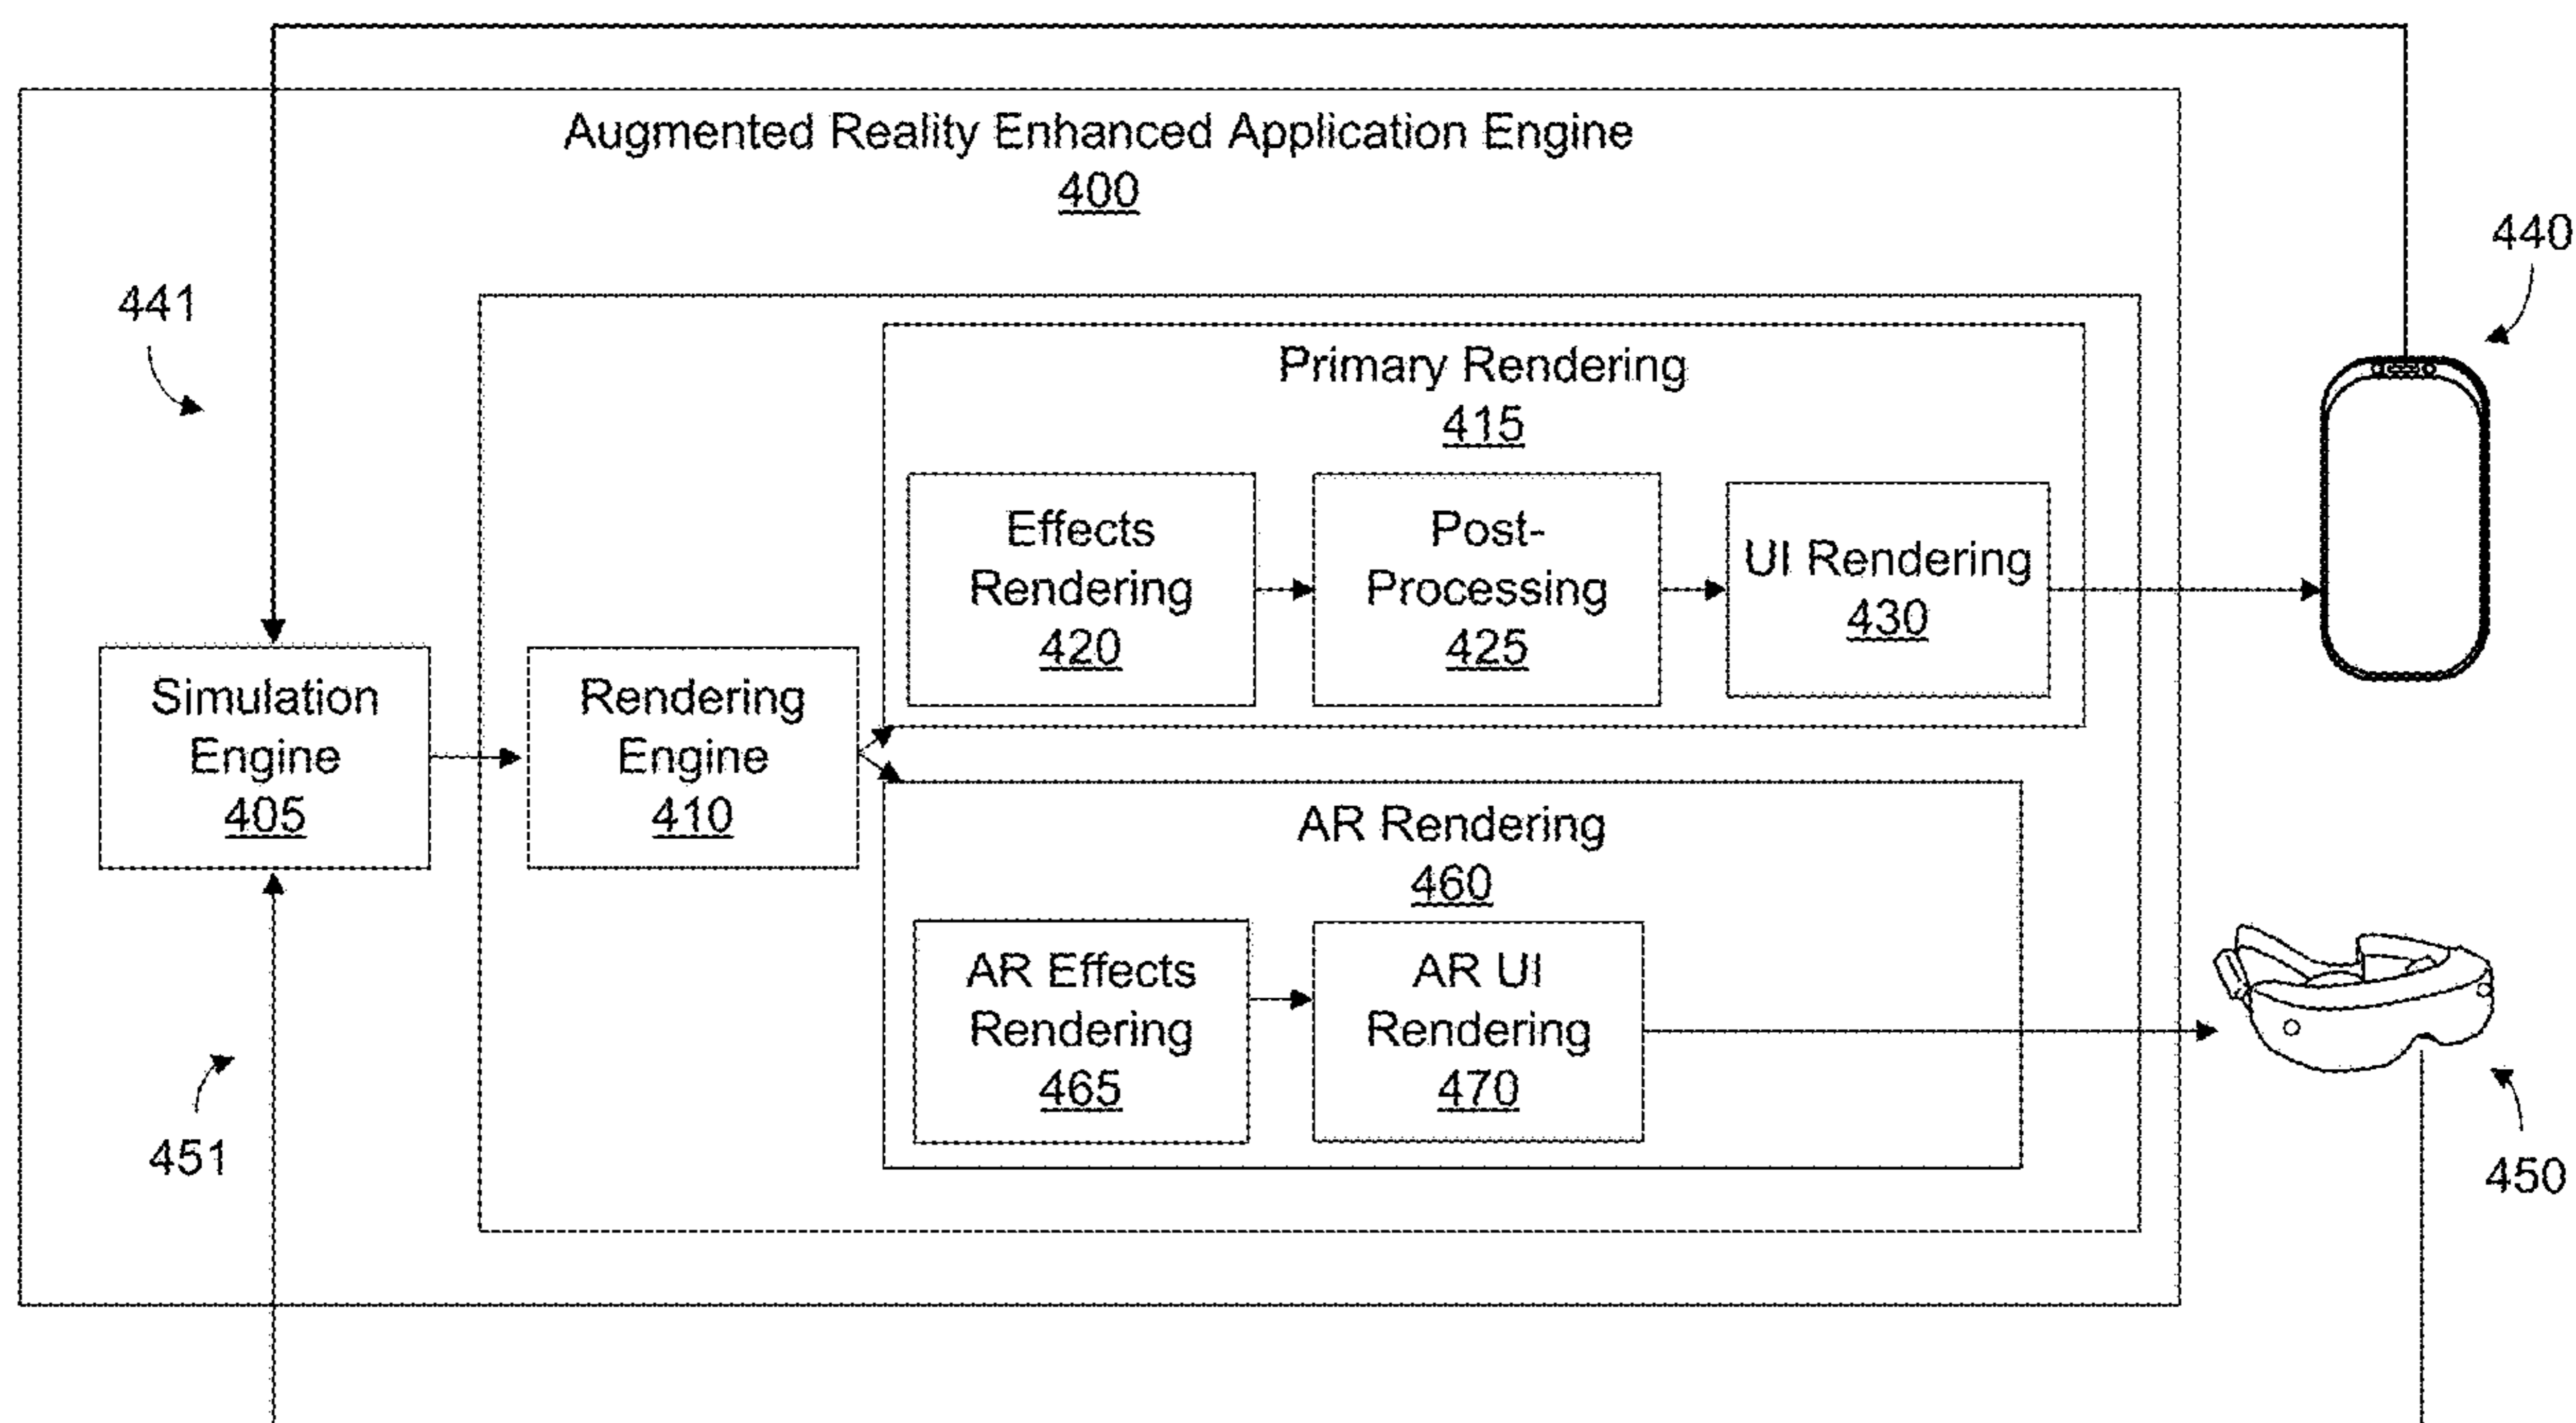 Augmented Reality Enhanced Application Engine
400
440
441
Primary Rendering
415
Effects
Rendering
420
Post-
Processing
425
UI Rendering
430
Simulation
Engine
405
Rendering
Engine
410
AR Rendering
460
AR Effects
Rendering
465
AR UI
Rendering
470
451
450